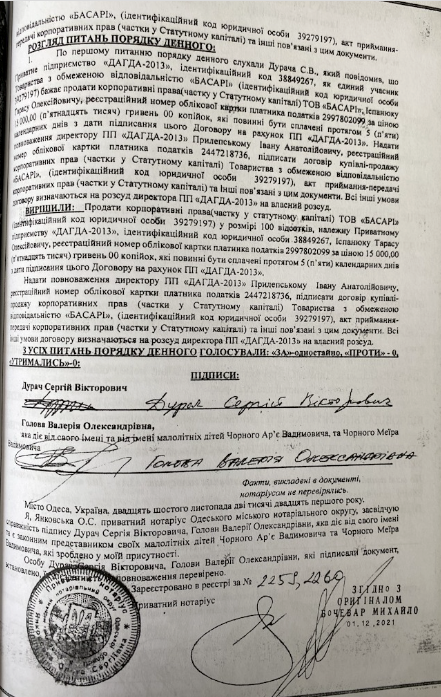 відповідальністю «БАСАРІ», (ідентифікаційний код юридичної особи 39279197), акт приймання-
передачі корпоративних прав (частки у Статутному капіталі) та інші пов'язані з цим документи.
РОЗГЛЯД ПИТАНЬ ПОРЯДКУ ДЕННОГО:
1. По першому питанню порядку денного слухали Дурача С.В., який повідомив, що
Приватне підприємство «ДАГДА-2013», ідентифікаційний код 38849267, як єдиний учасник
Товариства з обмеженою відповідальністю «БАСАРІ», (ідентифікаційний код юридичної особи
39279197) бажає продати корпоративні права(частку у Статутному капіталі) ТОВ «БАСАРІ», Іспанюку
Тарасу Олексійовичу, реєстраційний номер облікової картки платника податків 2997802099 за ціною
15 000,00 (п'ятнадцять тисяч) гривень 00 копійок, які повинні бути сплачені протягом 5 (п'яти)
календарних днів з дати підписання цього Договору на рахунок ПП «ДАГДА-2013». Надати
повноваження директору ПП «ДАГДА-2013» Прилепському Івану Анатолійовичу, реєстраційний
номер облікової картки платника податків 2447218736, підписати договір купівлі-продажу
корпоративних прав (частки у Статутному капіталі) Товариства з обмеженою відповідальністю
«БАСАРІ», (ідентифікаційний код юридичної особи 39279197), акт приймання-передачі
корпоративних прав (частки у Статутному капіталі) та інші пов'язані з цим документи. Всі інші умови
договору визначаються на розсуд директора ПП «ДАГДА-2013» на власний розсуд.
ВИРІШИЛИ: Продати корпоративні права(частку у статутному капіталі) ТОВ «БАСАРІ»
(ідентифікаційний код юридичної особи 39279197) у розмірі 100 відсотків, належну Приватному
підприємству «ДАГДА-2013», ідентифікаційний код 38849267, Іспанюку Тарасу
Олексійовичу, реєстраційний номер облікової картки платника податків 2997802099 за ціною 15 000,00
(п'ятнадцять тисяч) гривень 00 копійок, які повинні бути сплачені протягом 5 (п'яти) календарних днів
з дати підписання цього Договору на рахунок ПП «ДАГДА-2013».
Надати повноваження директору ПП «ДАГДА-2013» Прилепському Івану Анатолійовичу,
реєстраційний номер облікової картки платника податків 2447218736, підписати договір купівлі-
продажу корпоративних прав (частки у Статутному капіталі) Товариства з обмеженою
відповідальністю «БАСАРІ», (ідентифікаційний код юридичної особи 39279197), акт приймання-
передачі корпоративних прав (частки у Статутному капіталі) та інші пов'язані з цим документи. Всі
інші умови договору визначаються на розсуд директора ПП «ДАГДА-2013» на власний розсуд.
З УСІХ ПИТАНЬ ПОРЯДКУ ДЕННОГО ГОЛОСУВАЛИ: «ЗА»-одностайно, «ПРОТИ» - 0,
«УТРИМАЛИСЬ»-0:
ПІДПИСИ:
Дурач Сергій Вікторович
Дурач Сергій Вікторович
Голова Валерія Олександрівна,
яка діє від свого імені та від імені малолітніх дітей Чорного Ар'є Вадимовича, та Чорного Меїра
Вадимовича
Голова Валерія Олександрівна
Факти, викладені в документі,
нотаріусом не перевірялись.
Місто Одеса, Україна, двадцять шостого листопада дві тисячі двадцять першого року.
Я, Янковська О.С. приватний нотаріус Одеського міського нотаріального округу, засвідчую
справжність підпису Дурач Сергія Вікторовича, Голови Валерії Олександрівни, яка діє від свого імені
та є законним представником своїх малолітніх дітей Чорного Ар'є Вадимовича та Чорного Меїра
Вадимовича, які зроблено у моїй присутності.
Особу Дурач Сергія Вікторовича, Голови Валерії Олександрівни, які підписали документ,
встановлено, повноваження перевірено.
Зареєстровано в реєстрі за № 2259, 2260
Приватний нотаріус
ЗГІДНО З
ОРИГІНАЛОМ
БОЧЕВАР МИХАЙЛО
01.12.2021